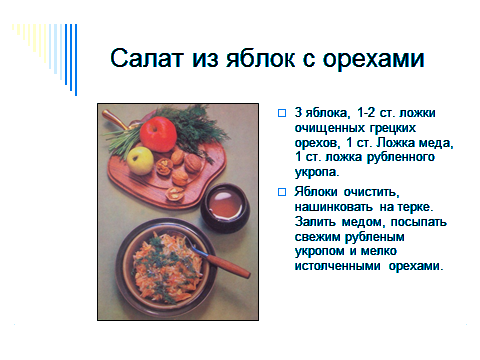 Салат из яблок с орехами
3 яблока, 1-2 ст. ложки
очищенных грецких
орехов, 1 ст. Ложка меда,
1 ст. ложка рубленного
укропа.
Яблоки очистить,
нашинковать на терке.
Залить медом, посыпать
свежим рубленым
укропом и мелко
истолченными орехами.